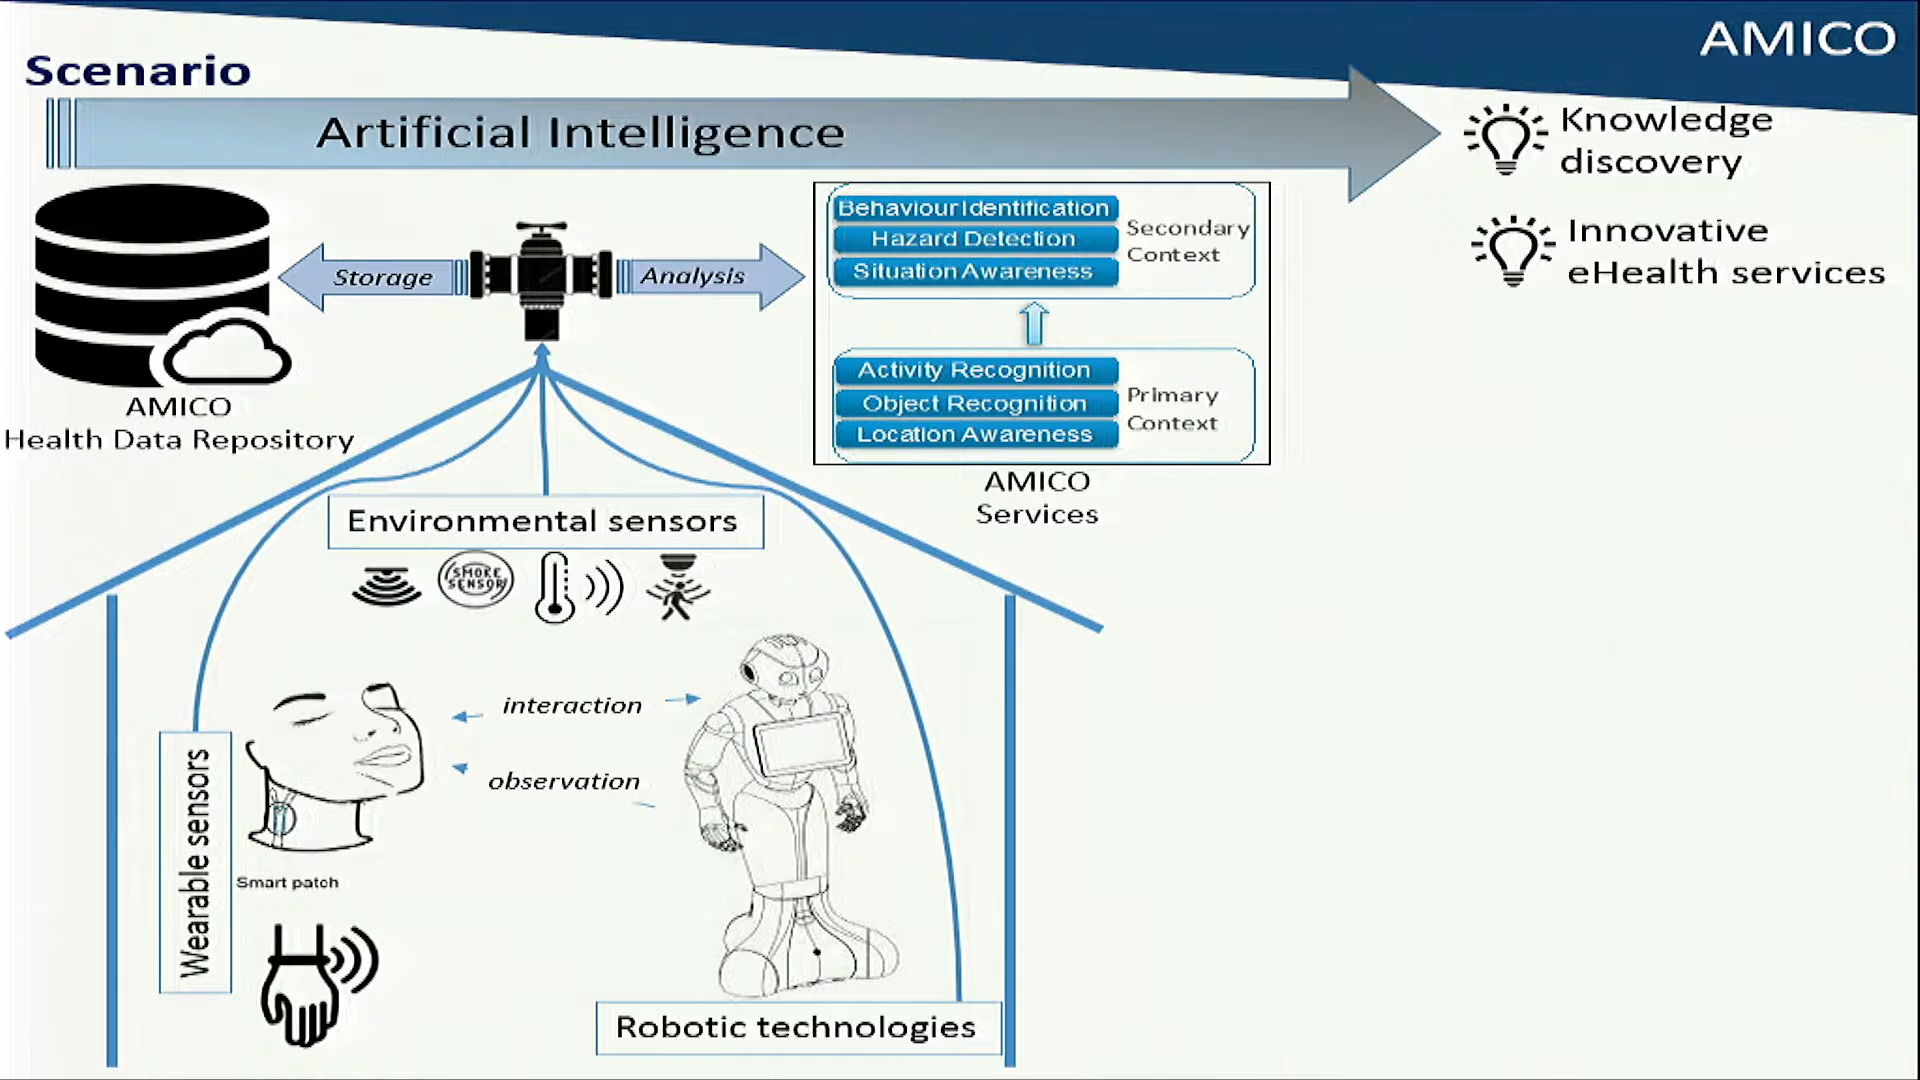 AMICO
Scenario
Artificial Intelligence
Knowledge
discovery
Innovative
eHealth services
Storage
Analysis
Behaviour Identification
Hazard Detection
Situation Awareness
Secondary
Context
Activity Recognition
Object Recognition
Location Awareness
Primary
Context
AMICO
Services
AMICO
Health Data Repository
Environmental sensors
SMOKE
SENSOR
interaction
observation
Wearable sensors
Smart patch
Robotic technologies